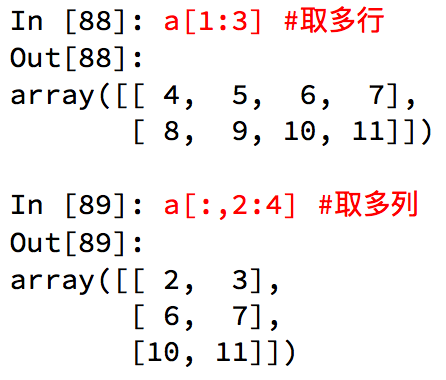 In [88]: a[1:3] #取多行
Out[88]:
array([[ 4,  5,  6,  7],
       [ 8,  9, 10, 11]])
In [89]: a[:,2:4] #取多列
Out[89]:
array([[ 2,  3],
       [ 6,  7],
       [10, 11]])